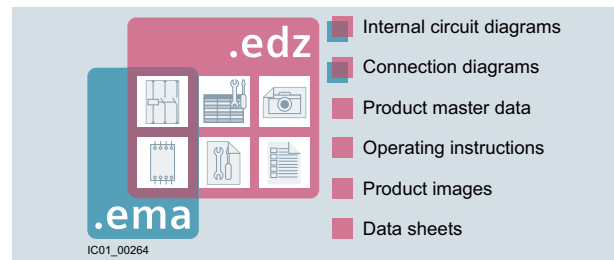 .edz
.ema
IC01_00264
Internal circuit diagrams
Connection diagrams
Product master data
Operating instructions
Product images
Data sheets